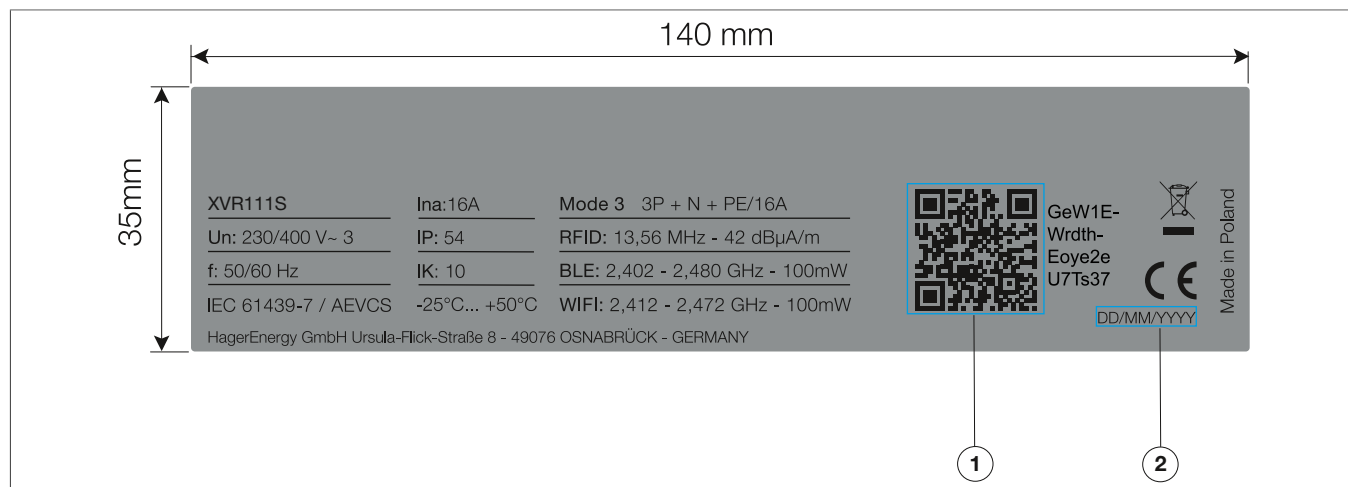 140 mm
35mm
XVR111S
Ina:16A
Mode 3 3P + N + PE/16A
Un: 230/400 V~ 3
IP: 54
RFID: 13,56 MHz - 42 dBµA/m
f: 50/60 Hz
IK: 10
BLE: 2,402 - 2,480 GHz - 100mW
IEC 61439-7 / AEVCS
-25°C... +50°C
WIFI: 2,412 - 2,472 GHz - 100mW
HagerEnergy GmbH Ursula-Flick-Straße 8 - 49076 OSNABRÜCK - GERMANY
GeW1E-
Wrdth-
Eoye2e
U7Ts37
CE
DD/MM/YYYY
Made in Poland
1
2